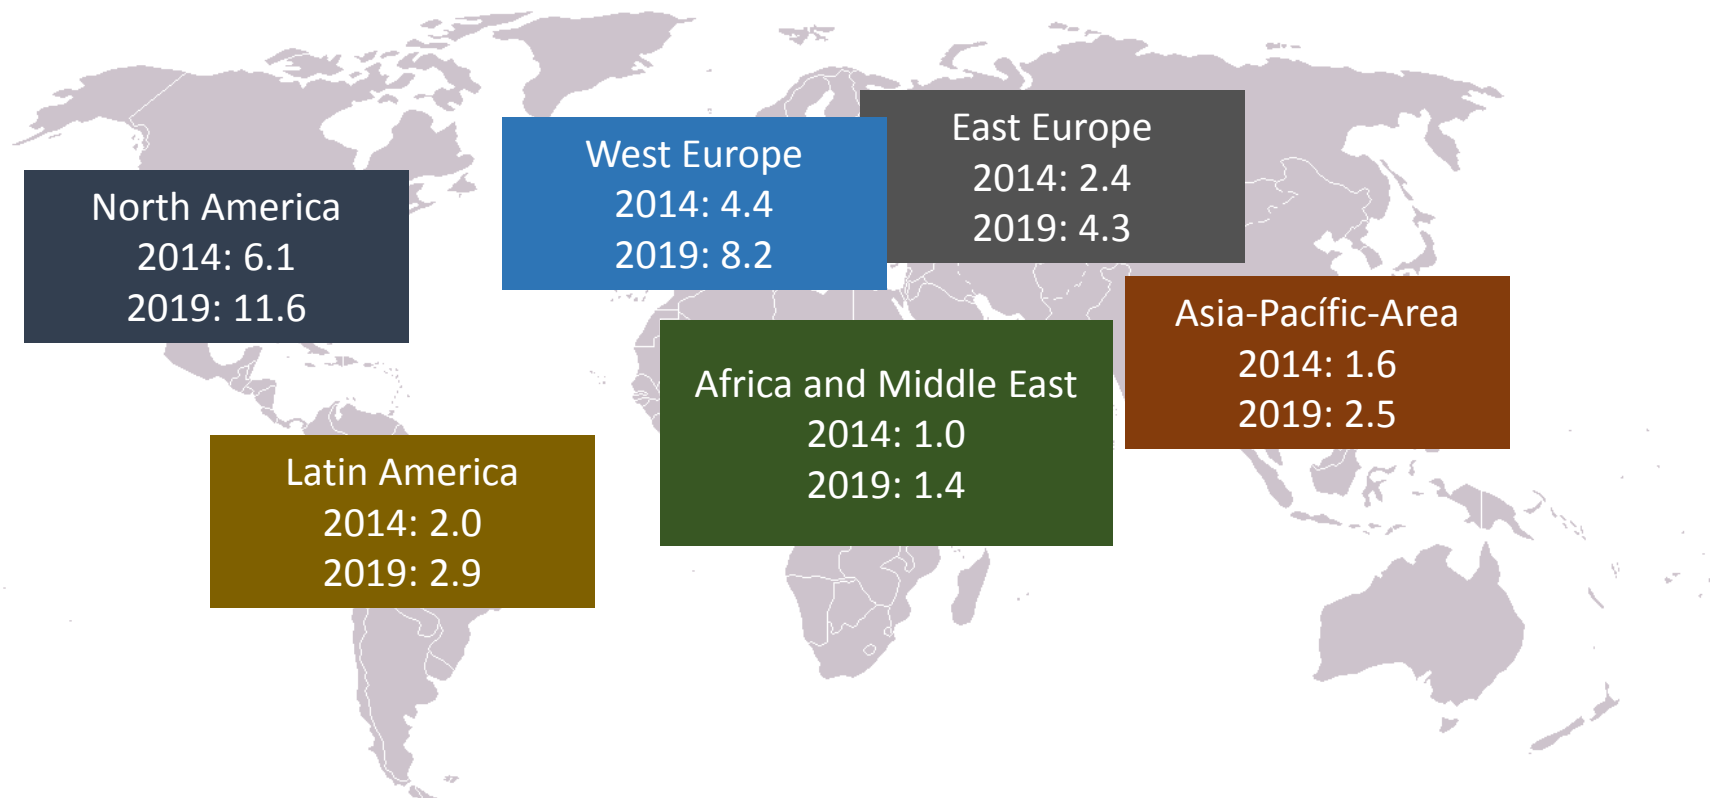 North America
2014: 6.1
2019: 11.6
West Europe
2014: 4.4
2019: 8.2
East Europe
2014: 2.4
2019: 4.3
Asia-Pacífic-Area
2014: 1.6
2019: 2.5
Africa and Middle East
2014: 1.0
2019: 1.4
Latin America
2014: 2.0
2019: 2.9